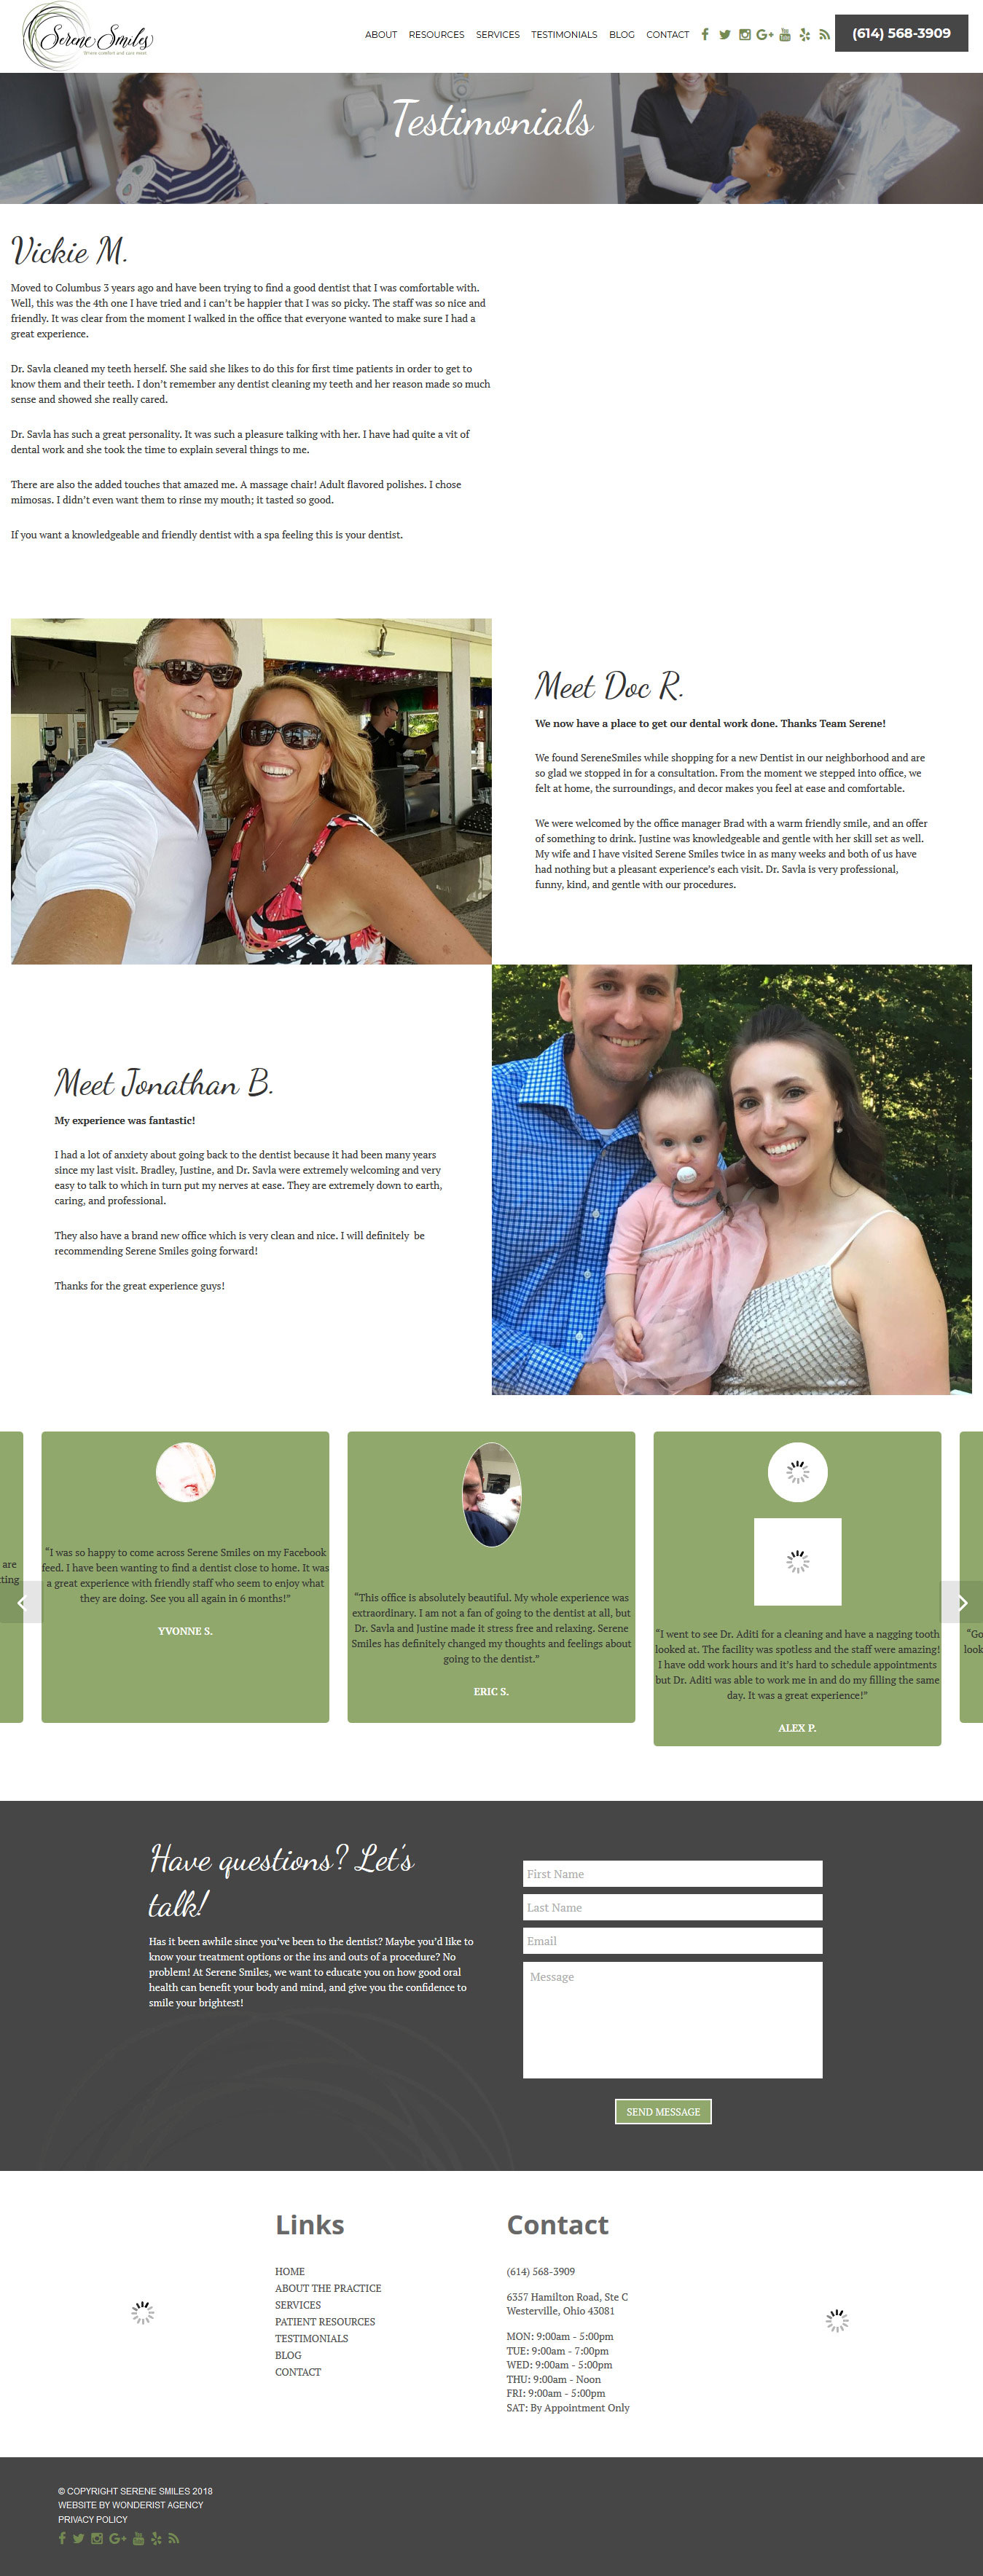 Serene Smiles
Where comfort and care meet
ABOUT RESOURCES SERVICES TESTIMONIALS BLOG CONTACT
(614) 568-3909
Testimonials
Vickie M.
Moved to Columbus 3 years ago and have been trying to find a good dentist that I was comfortable with.
Well, this was the 4th one I have tried and i can't be happier that I was so picky. The staff was so nice and
friendly. It was clear from the moment I walked in the office that everyone wanted to make sure I had a
great experience.
Dr. Savla cleaned my teeth herself. She said she likes to do this for first time patients in order to get to
know them and their teeth. I don't remember any dentist cleaning my teeth and her reason made so much
sense and showed she really cared.
Dr. Savla has such a great personality. It was such a pleasure talking with her. I have had quite a vit of
dental work and she took the time to explain several things to me.
There are also the added touches that amazed me. A massage chair! Adult flavored polishes. I chose
mimosas. I didn't even want them to rinse my mouth; it tasted so good.
If you want a knowledgeable and friendly dentist with a spa feeling this is your dentist.
Meet Doc R.
We now have a place to get our dental work done. Thanks Team Serene!
We found SereneSmiles while shopping for a new Dentist in our neighborhood and are
so glad we stopped in for a consultation. From the moment we stepped into office, we
felt at home, the surroundings, and decor makes you feel at ease and comfortable.
We were welcomed by the office manager Brad with a warm friendly smile, and an offer
of something to drink. Justine was knowledgeable and gentle with her skill set as well.
My wife and I have visited Serene Smiles twice in as many weeks and both of us have
had nothing but a pleasant experience's each visit. Dr. Savla is very professional,
funny, kind, and gentle with our procedures.
Meet Jonathan B.
My experience was fantastic!
I had a lot of anxiety about going back to the dentist because it had been many years
since my last visit. Bradley, Justine, and Dr. Savla were extremely welcoming and very
easy to talk to which in turn put my nerves at ease. They are extremely down to earth,
caring, and professional.
They also have a brand new office which is very clean and nice. I will definitely be
recommending Serene Smiles going forward!
Thanks for the great experience guys!
are
ting
"I was so happy to come across Serene Smiles on my Facebook
feed. I have been wanting to find a dentist close to home. It was
a great experience with friendly staff who seem to enjoy what
they are doing. See you all again in 6 months!"
YVONNE S.
"This office is absolutely beautiful. My whole experience was
extraordinary. I am not a fan of going to the dentist at all, but
Dr. Savla and Justine made it stress free and relaxing. Serene
Smiles has definitely changed my thoughts and feelings about
going to the dentist."
ERIC S.
"I went to see Dr. Aditi for a cleaning and have a nagging tooth
looked at. The facility was spotless and the staff were amazing!
I have odd work hours and it's hard to schedule appointments
but Dr. Aditi was able to work me in and do my filling the same
day. It was a great experience!"
ALEX P.
"Go
look
Have questions? Let's
talk!
Has it been awhile since you've been to the dentist? Maybe you'd like to
know your treatment options or the ins and outs of a procedure? No
problem! At Serene Smiles, we want to educate you on how good oral
health can benefit your body and mind, and give you the confidence to
smile your brightest!
First Name
Last Name
Email
Message
SEND MESSAGE
Links
HOME
ABOUT THE PRACTICE
SERVICES
PATIENT RESOURCES
TESTIMONIALS
BLOG
CONTACT
Contact
(614) 568-3909
6357 Hamilton Road, Ste C
Westerville, Ohio 43081
MON: 9:00am - 5:00pm
TUE: 9:00am - 7:00pm
WED: 9:00am - 5:00pm
THU: 9:00am - Noon
FRI: 9:00am - 5:00pm
SAT: By Appointment Only
© COPYRIGHT SERENE SMILES 2018
WEBSITE BY WONDERIST AGENCY
PRIVACY POLICY